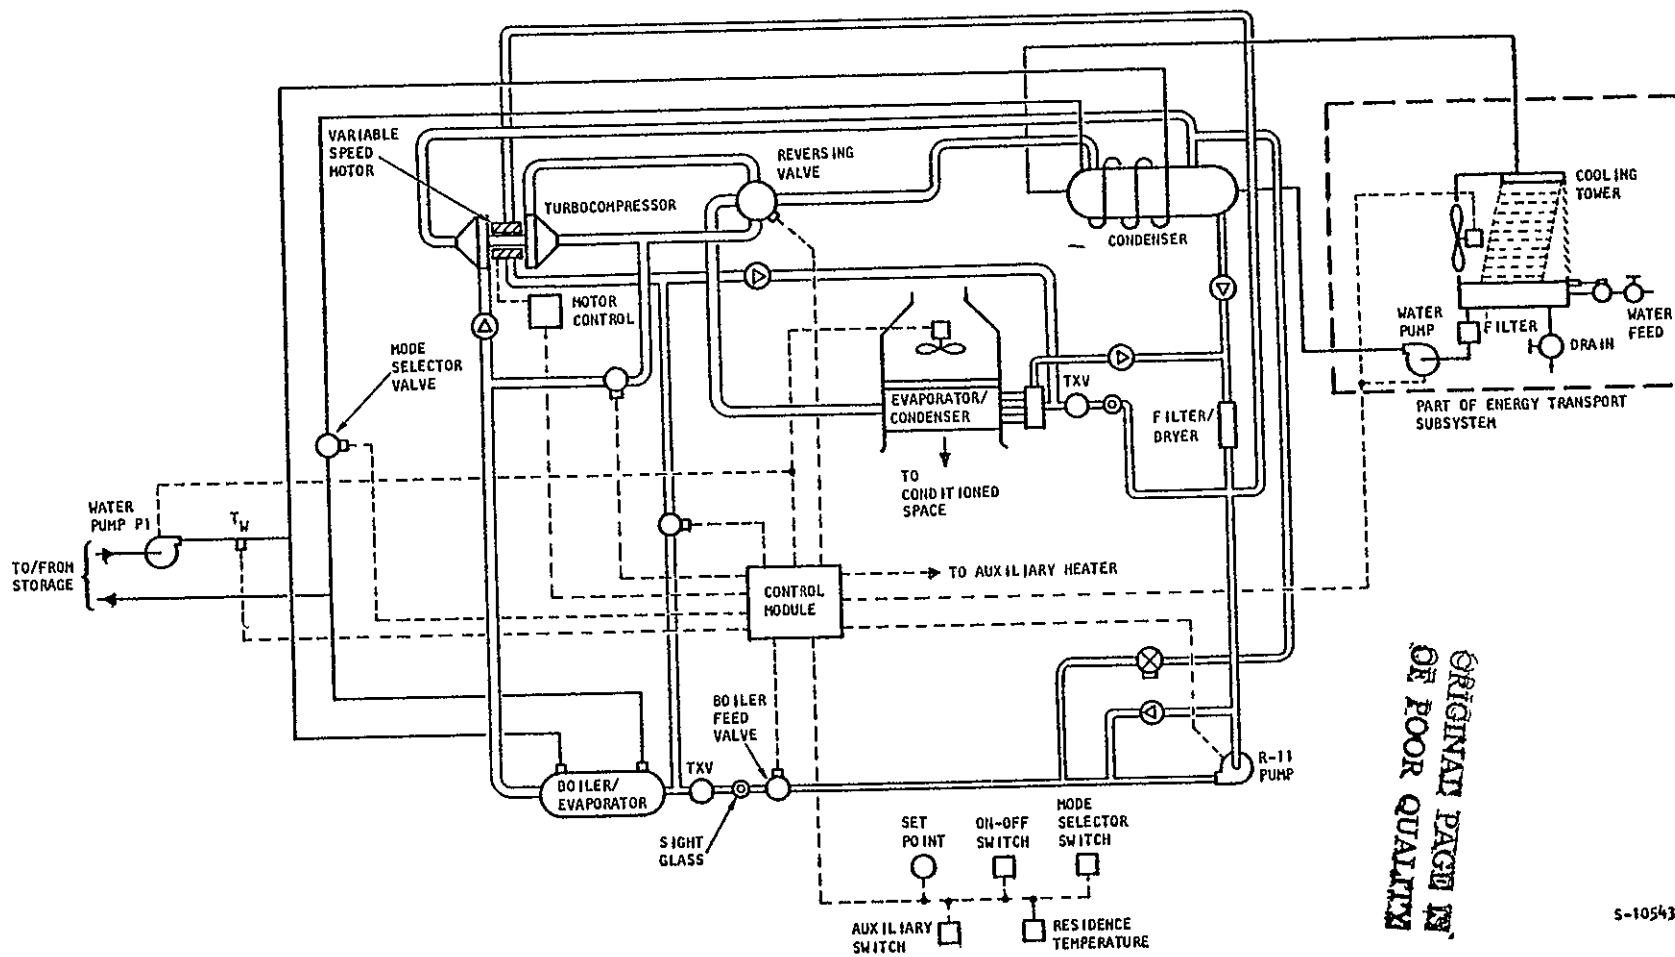 VARIABLE
SPEED
MOTOR
REVERSING
VALVE
TURBOCOMPRESSOR
CONDENSER
COOLING
TOWER
MOTOR
CONTROL
MODE
SELECTOR
VALVE
WATER
PUMP
FILTER
WATER
FEED
DRAIN
EVAPORATOR/
CONDENSER
TXV
FILTER/
DRYER
PART OF ENERGY TRANSPORT
SUBSYSTEM
TO
CONDITIONED
SPACE
WATER
PUMP P1
TW
TO/FROM
STORAGE
CONTROL
MODULE
TO AUXILIARY HEATER
BOILER
FEED
VALVE
TXV
BOILER/
EVAPORATOR
R-11
PUMP
SIGHT
GLASS
SET
POINT
ON-OFF
SWITCH
MODE
SELECTOR
SWITCH
AUXILIARY
SWITCH
RESIDENCE
TEMPERATURE
ORIGINAL PAGE IS
OF POOR QUALITY
S-10543